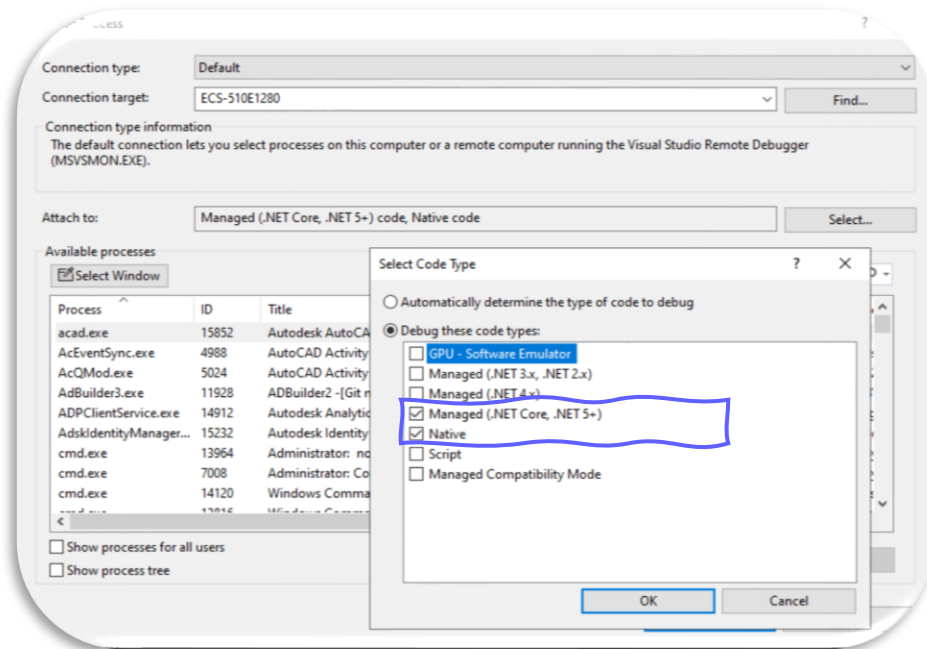 ?
Connection type: Default
Connection target: ECS-510E1280 Find...
Connection type information
The default connection lets you select processes on this computer or a remote computer running the Visual Studio Remote Debugger
(MSVSMON.EXE).
Attach to: Managed (.NET Core, .NET 5+) code, Native code Select...
Available processes
Select Window
Process ID Title
acad.exe 15852 Autodesk AutoCA
AcEventSync.exe 4988 AutoCAD Activity
AcQMod.exe 5024 AutoCAD Activity
AdBuilder3.exe 11928 ADBuilder2 -[Git
ADPClientService.exe 14912 Autodesk Analytic
AdskIdentityManager... 15232 Autodesk Identity
cmd.exe 13964 Administrator: no
cmd.exe 7008 Administrator: Co
cmd.exe 14120 Windows Comma
Show processes for all users
Show process tree
Select Code Type ?
Automatically determine the type of code to debug
Debug these code types:
GPU - Software Emulator
Managed (.NET 3.x, .NET 2.x)
Managed (.NET 4.x)
Managed (.NET Core, .NET 5+)
Native
Script
Managed Compatibility Mode
OK Cancel